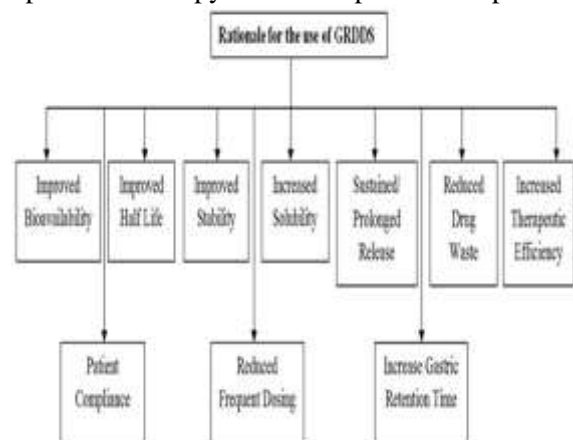 Rationale for the use of GRDDS
Improved
Bioavailability
Improved
Half Life
Improved
Stability
Increased
Solubility
Sustained/
Prolonged
Release
Reduced
Drug
Waste
Increased
Therapeutic
Efficiency
Patient
Compliance
Reduced
Frequent Dosing
Increase Gastric
Retention Time